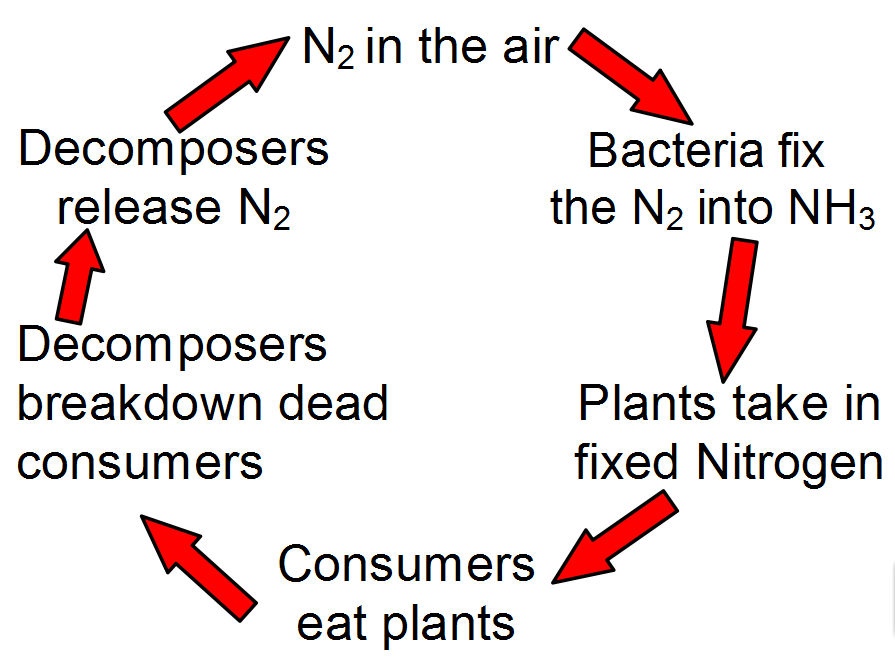 N₂ in the air
Bacteria fix
the N₂ into NH₃
Plants take in
fixed Nitrogen
Consumers
eat plants
Decomposers
breakdown dead
consumers
Decomposers
release N₂